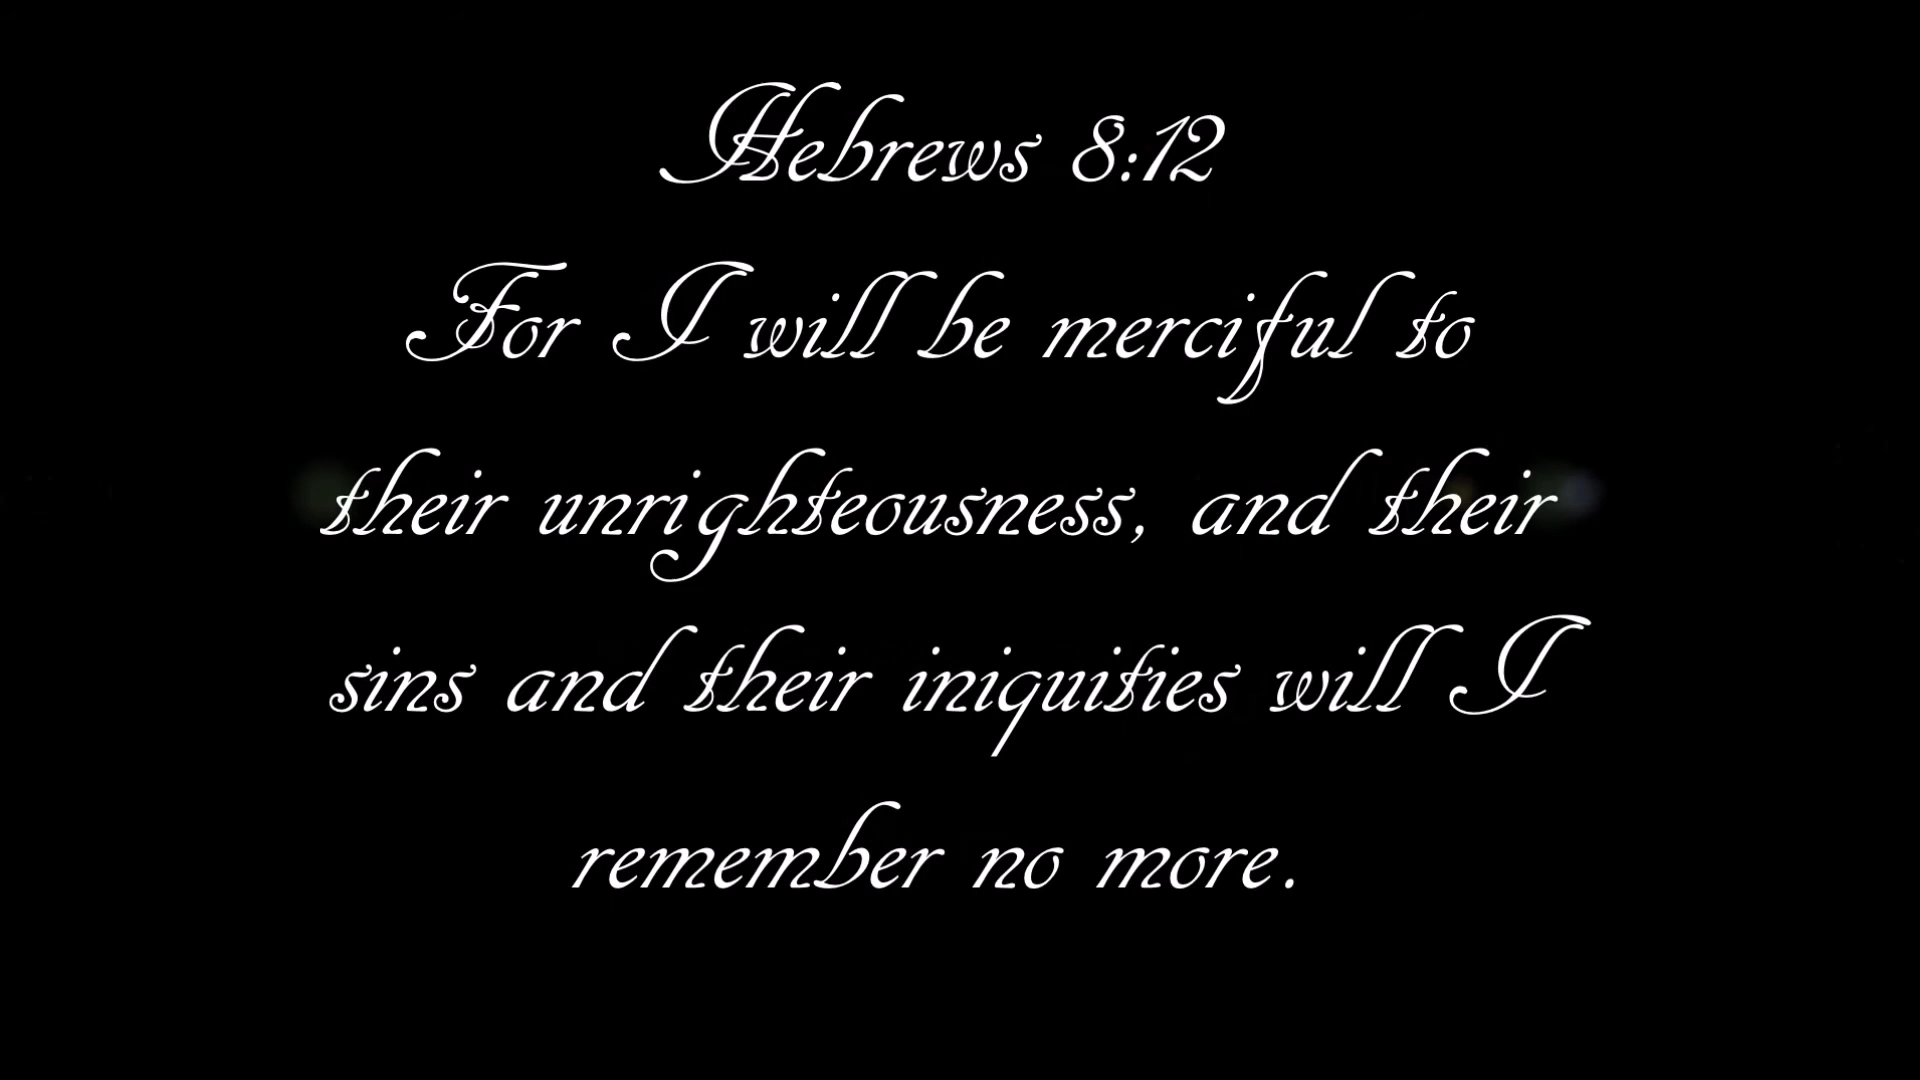 Hebrews 8:12
For I will be merciful to
their unrighteousness, and their
sins and their iniquities will I
remember no more.